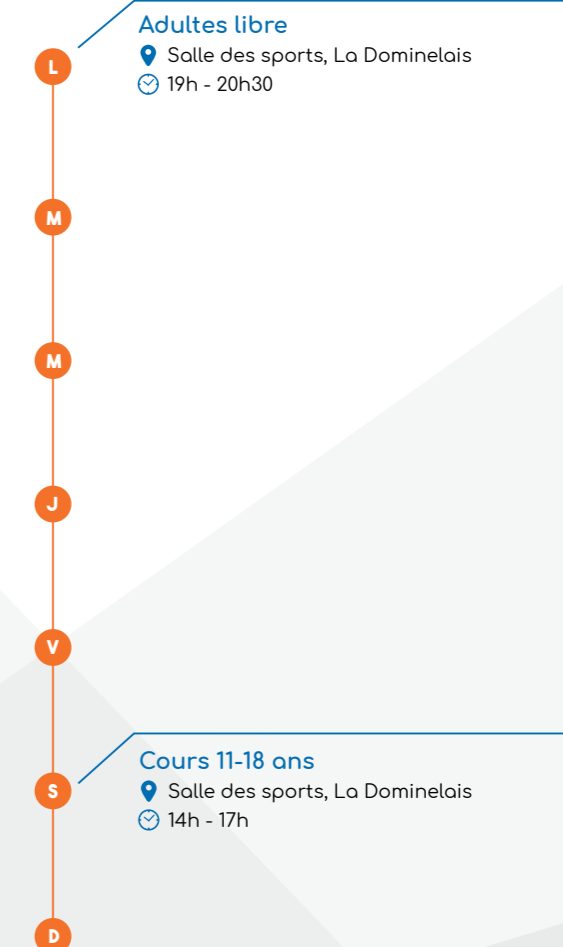 Adultes libre
Salle des sports, La Dominelais
L
19h - 20h30
M
M
J
V
Cours 11-18 ans
S
Salle des sports, La Dominelais
14h - 17h
D